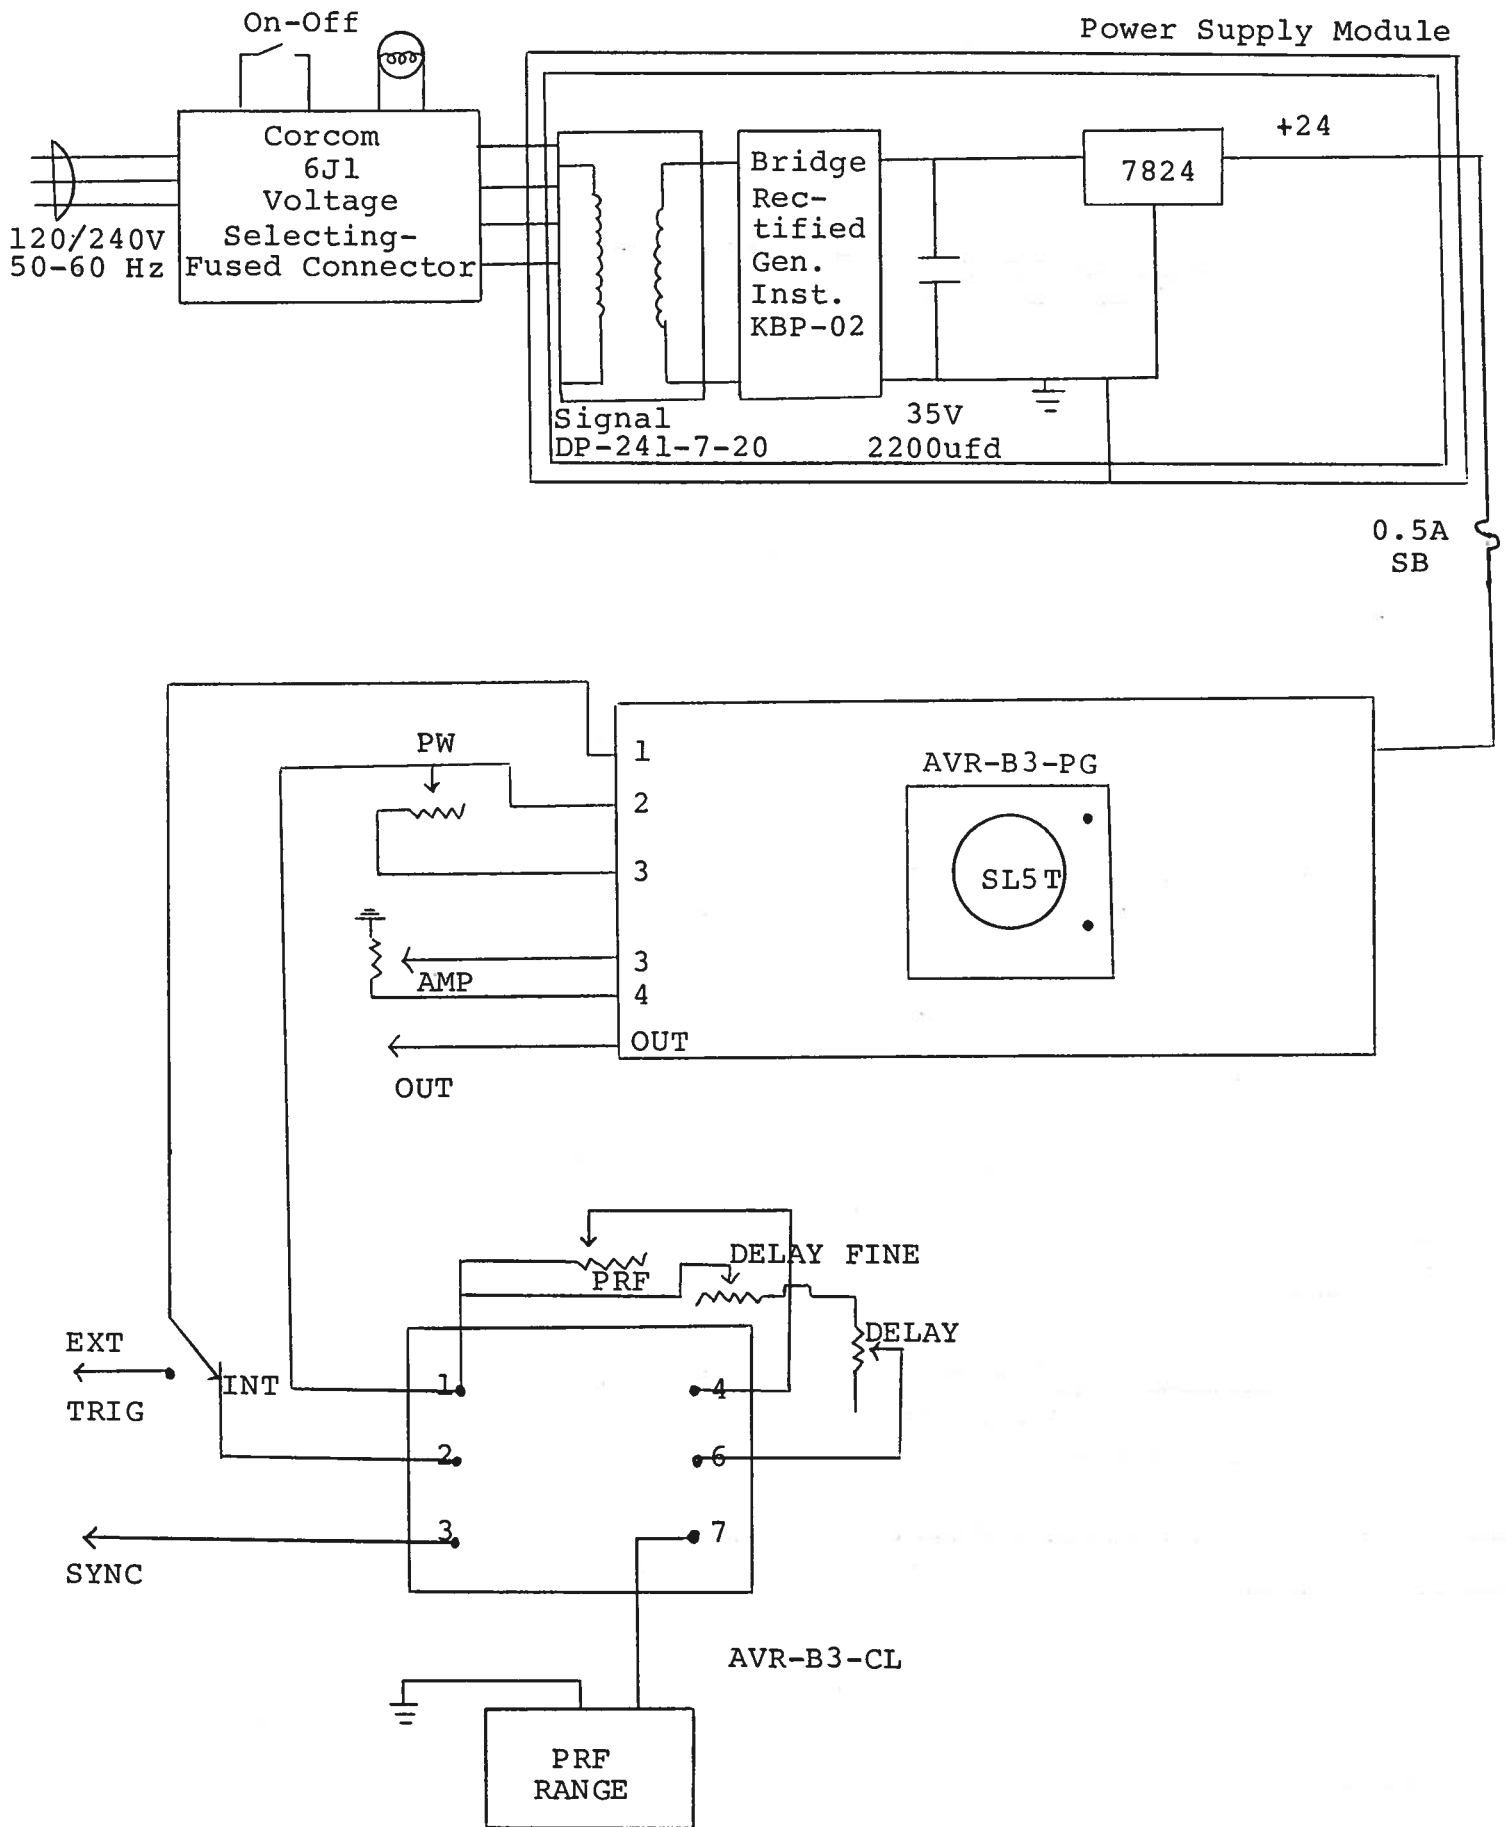 On-Off
Power Supply Module
Corcom
6J1
Voltage
Selecting-
Fused Connector
120/240V
50-60 Hz
Bridge
Rec-
tified
Gen.
Inst.
KBP-02
7824
+24
Signal
DP-241-7-20
35V
2200ufd
0.5A
SB
PW
1
2
3
3
4
OUT
AMP
OUT
AVR-B3-PG
SL5T
PRF
DELAY FINE
DELAY
EXT
TRIG
INT
1
2
3
4
6
7
SYNC
AVR-B3-CL
PRF
RANGE